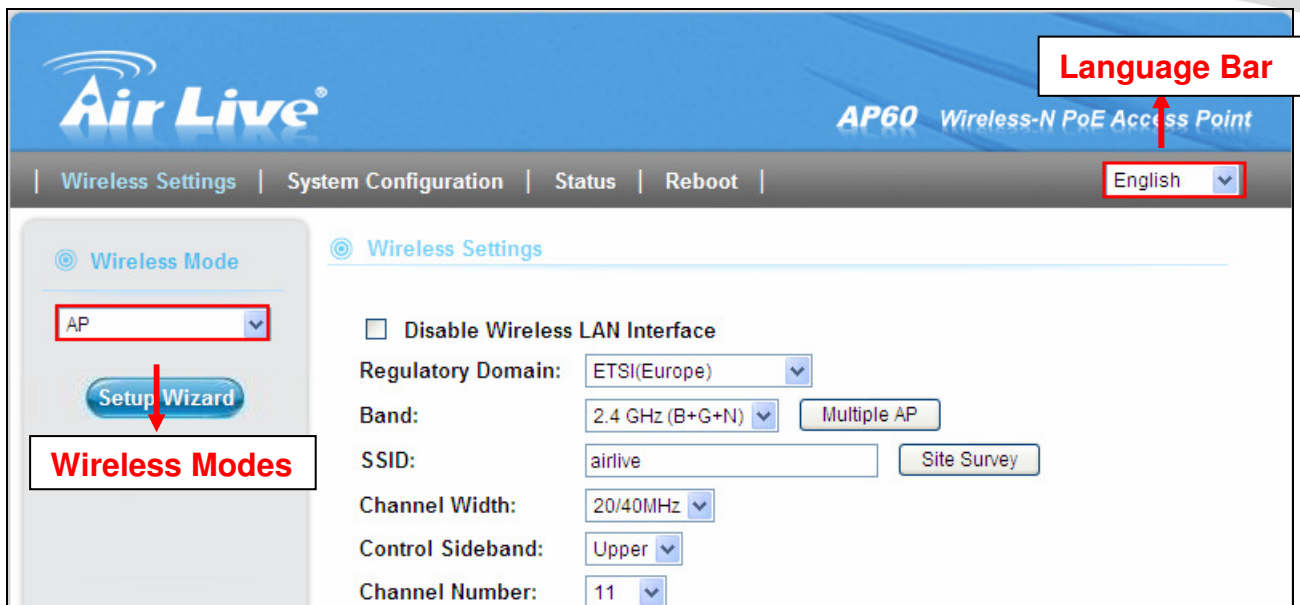 Air Live®
Language Bar
AP60 Wireless-N PoE Access Point
| Wireless Settings | System Configuration | Status | Reboot |
English
Wireless Mode
AP
Setup Wizard
Wireless Modes
Wireless Settings
Disable Wireless LAN Interface
Regulatory Domain: ETSI(Europe)
Band: 2.4 GHz (B+G+N) Multiple AP
SSID: airlive Site Survey
Channel Width: 20/40MHz
Control Sideband: Upper
Channel Number: 11